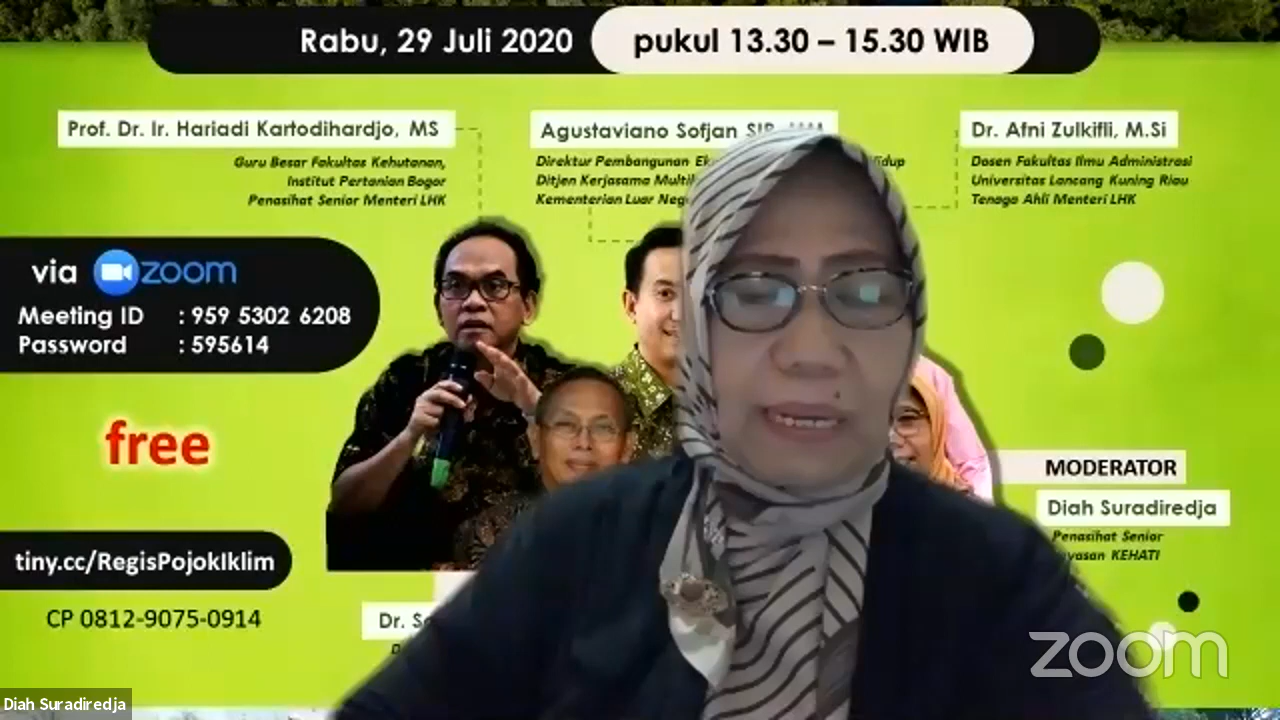 Rabu, 29 Juli 2020
pukul 13.30 – 15.30 WIB
Prof. Dr. Ir. Hariadi Kartodihardjo, MS
Guru Besar Fakultas Kehutanan,
Institut Pertanian Bogor
Penasihat Senior Menteri LHK
Agustaviano Sofjan
Direktur Pembangunan
Ditjen Kerjasama
Kementerian Luar
Dr. Afni Zulkifli, M.Si
Dosen Fakultas Ilmu Administrasi
Universitas Lancang Kuning Riau
Tenaga Ahli Menteri LHK
via zoom
Meeting ID : 959 5302 6208
Password : 595614
free
tiny.cc/RegisPojokIklim
CP 0812-9075-0914
Dr.
MODERATOR
Diah Suradiredja
Penasihat Senior
KEHATI
zoom
Diah Suradiredja